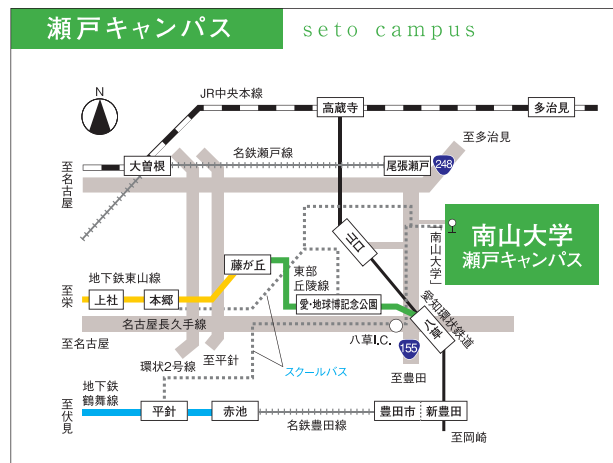 瀬戸キャンパス
seto campus
N
JR中央本線
高蔵寺
多治見
至多治見
248
至名古屋
大曽根
名鉄瀬戸線
尾張瀬戸
「南山大学」
南山大学
瀬戸キャンパス
山口
藤が丘
東部
丘陵線
愛・地球博記念公園
愛知環状鉄道
八草
至栄
地下鉄東山線
上社
本郷
名古屋長久手線
至名古屋
八草I.C.
155
環状2号線
至平針
スクールバス
至豊田
地下鉄
鶴舞線
至伏見
平針
赤池
名鉄豊田線
豊田市
新豊田
至岡崎